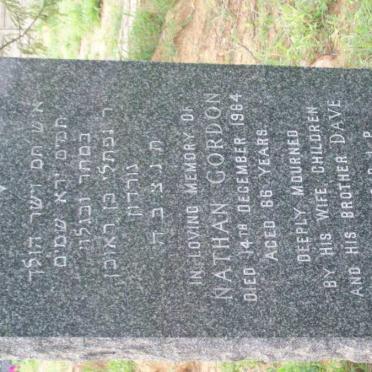 איש תם וישר הולך
תמים ירא שמים
במסחר ובכולו
ר נפתלי בן ראובן
גורדון
ת נ צ ב ה
IN LOVING MEMORY OF
NATHAN GORDON
DIED 14TH DECEMBER 1964
AGED 66 YEARS.
DEEPLY MOURNED
BY HIS WIFE, CHILDREN
AND HIS BROTHER DAVE